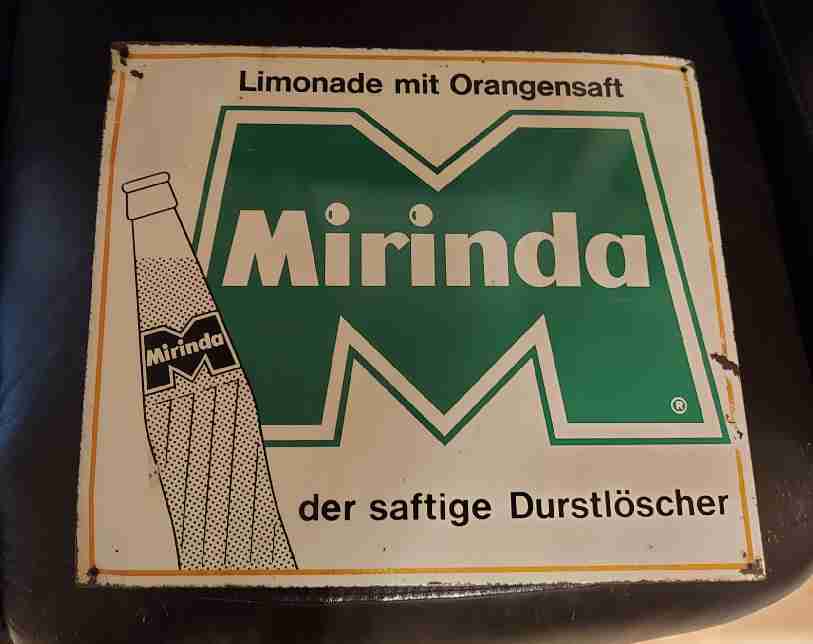 Limonade mit Orangensaft
Mirinda
®
Mirinda
der saftige Durstlöscher